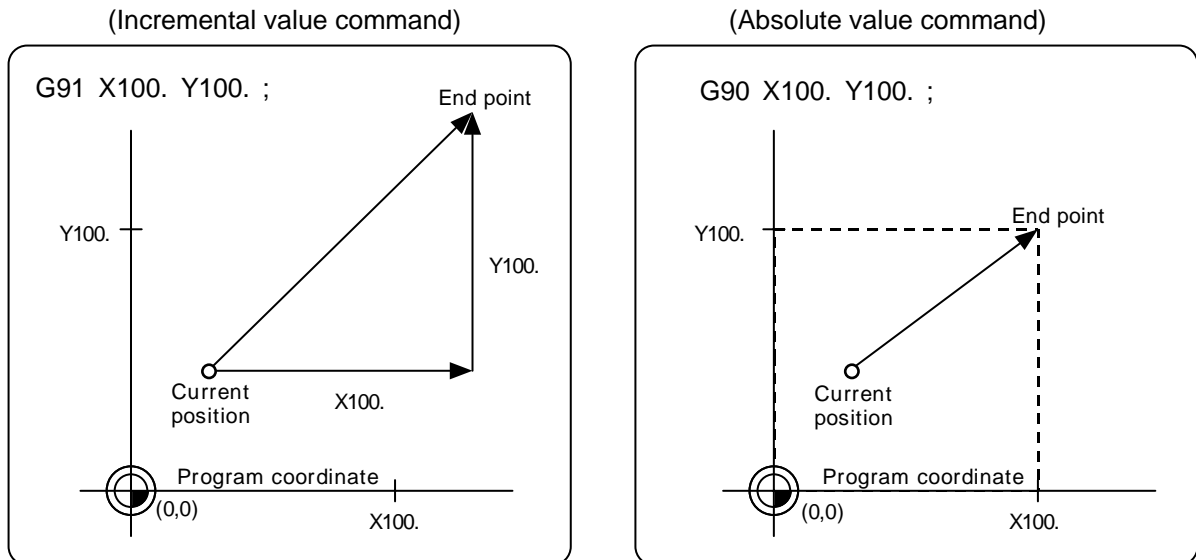 (Incremental value command)
G91 X100. Y100. ;
End point
Y100.
Y100.
Current
position
X100.
Program coordinate
(0,0)
X100.
(Absolute value command)
G90 X100. Y100. ;
End point
Y100.
Current
position
Program coordinate
(0,0)
X100.